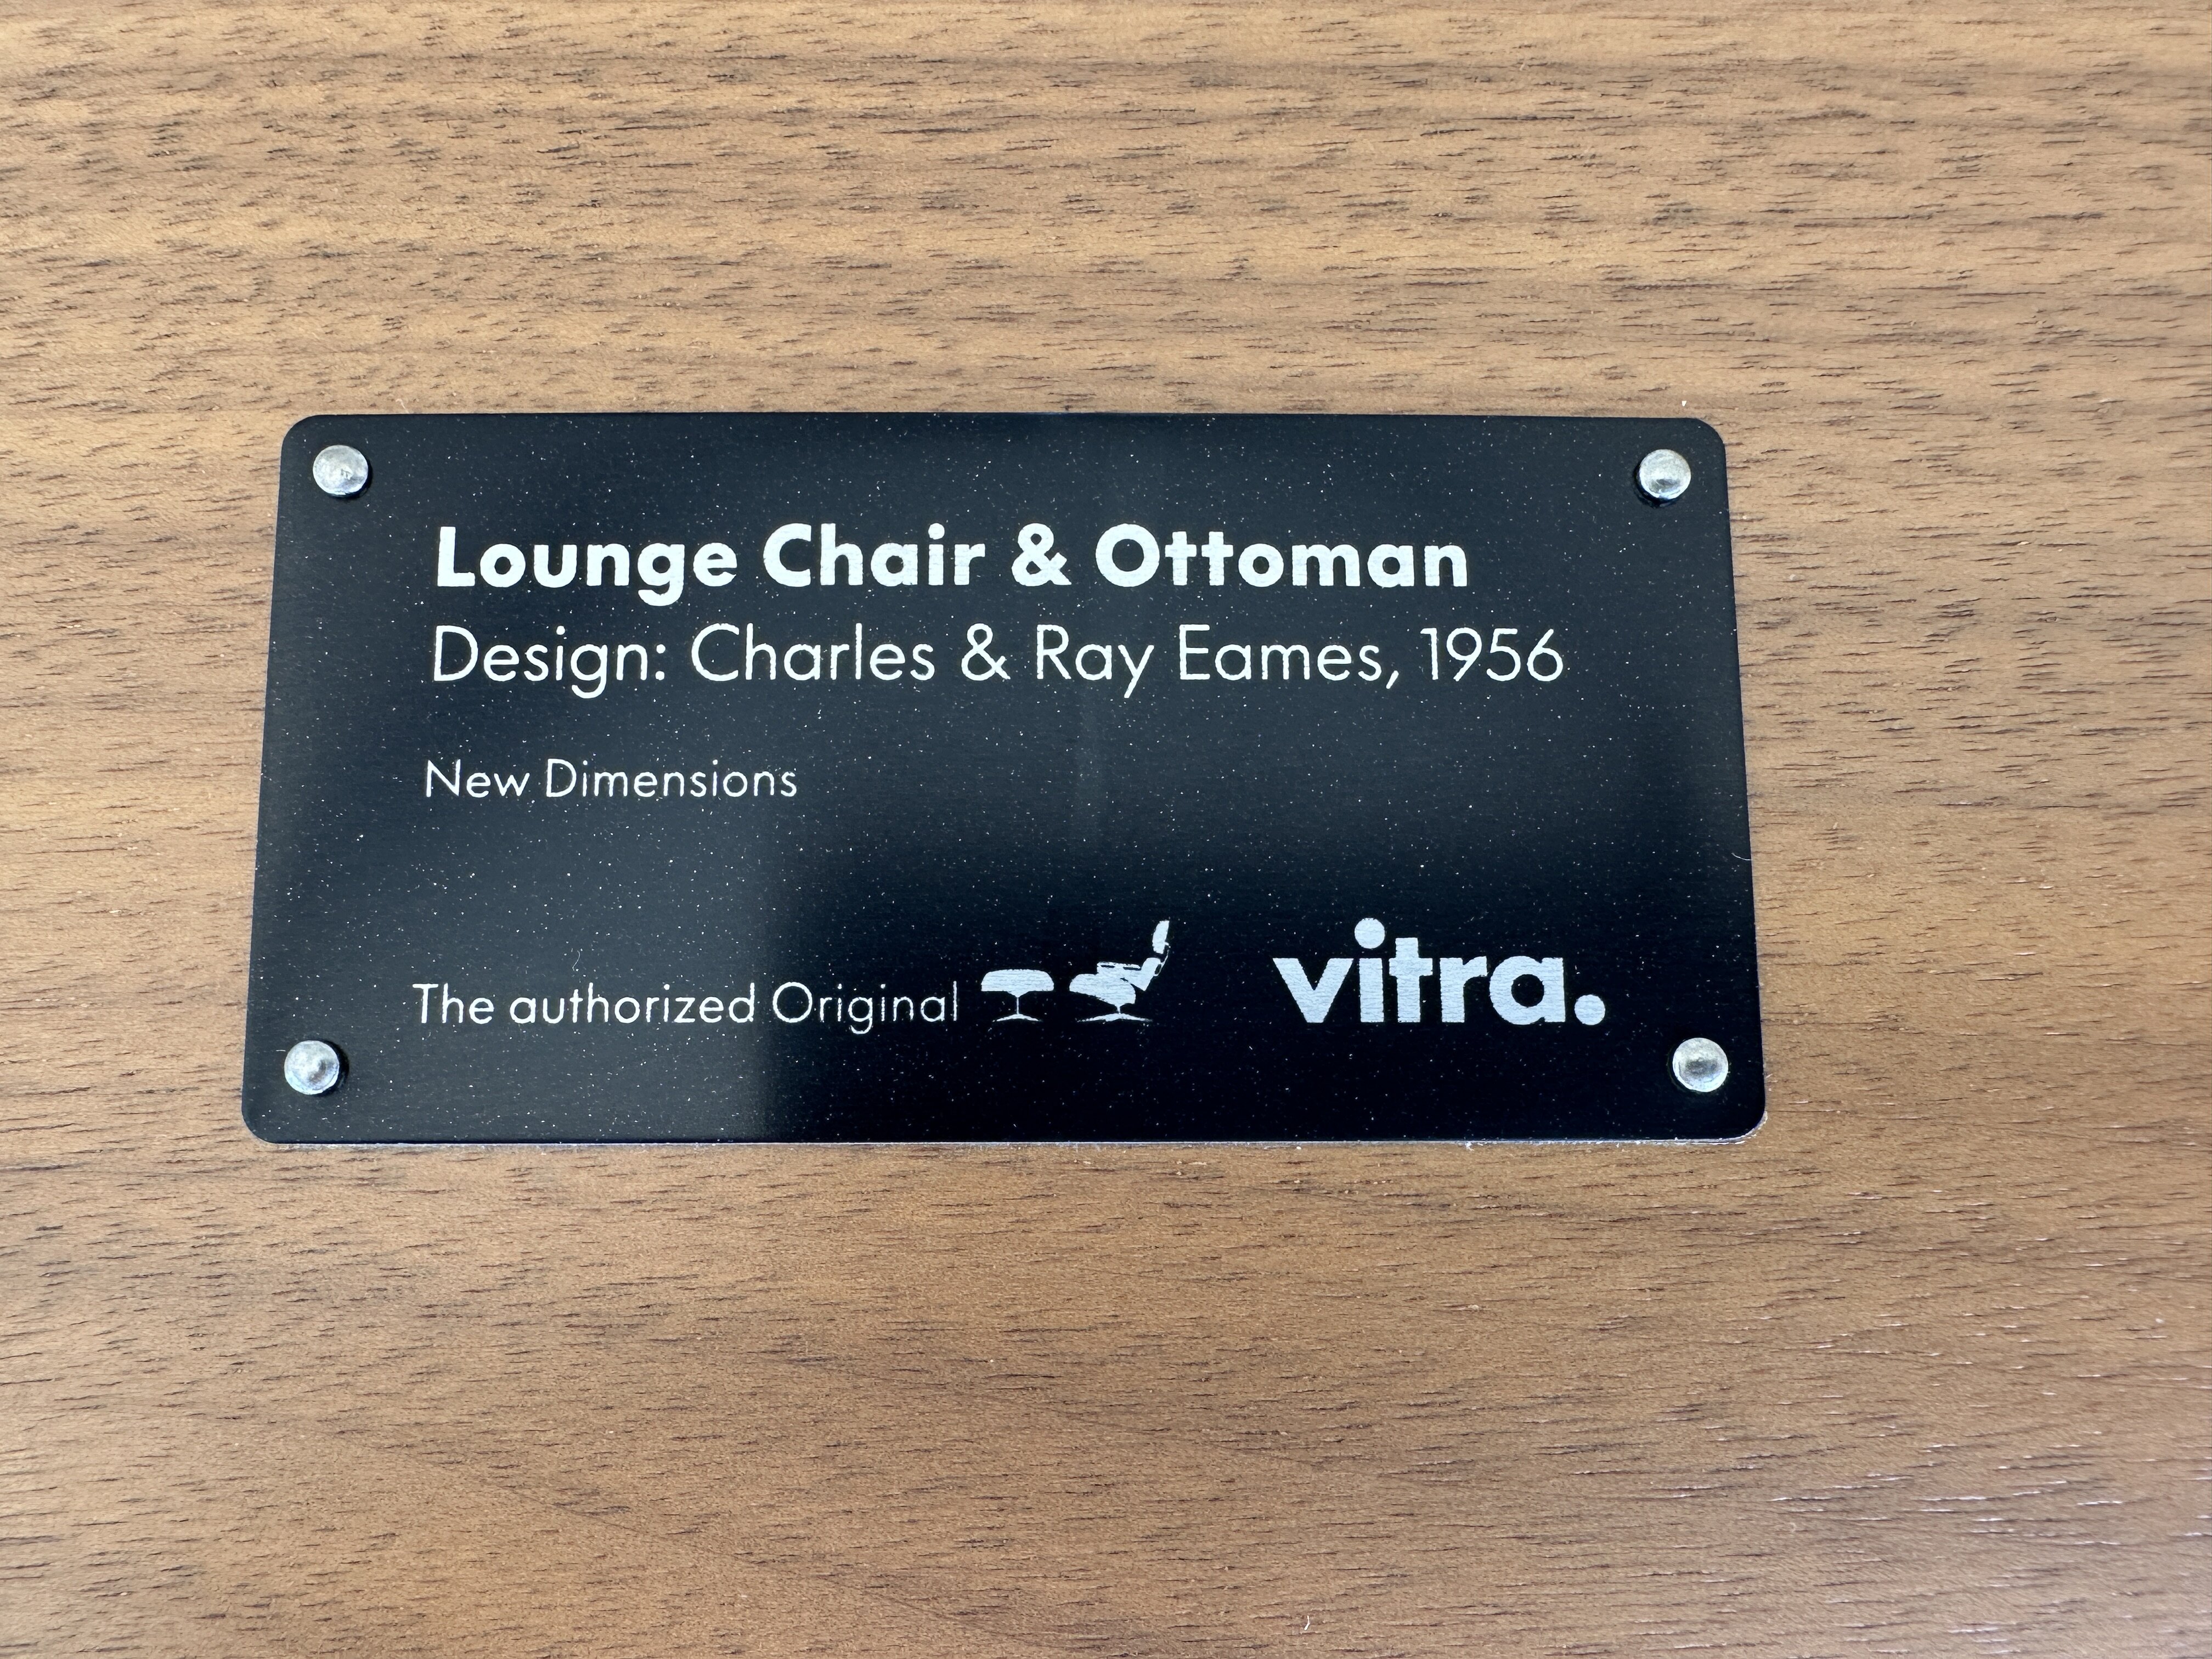 Lounge Chair & Ottoman
Design: Charles & Ray Eames, 1956
New Dimensions
The authorized Original vitra.